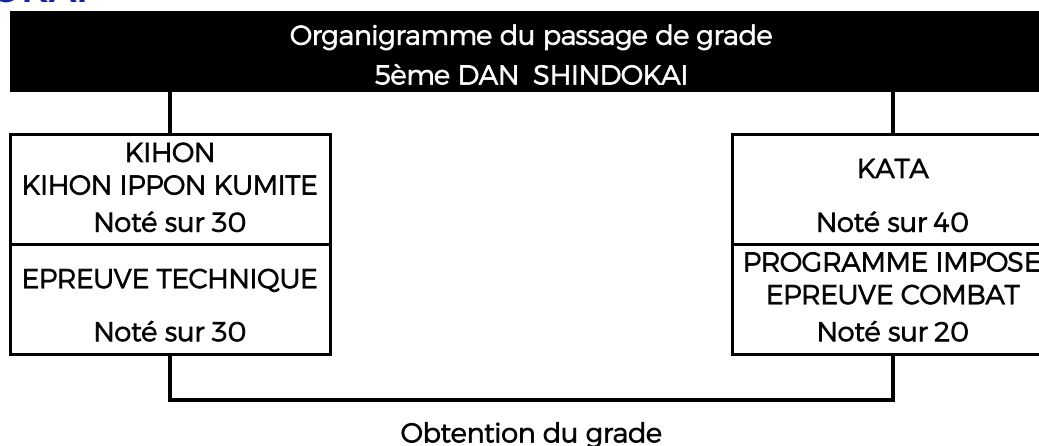 Organigramme du passage de grade
5ème DAN SHINDOKAI
KIHON
KIHON IPPON KUMITE
Noté sur 30
EPREUVE TECHNIQUE
Noté sur 30
KATA
Noté sur 40
PROGRAMME IMPOSE
EPREUVE COMBAT
Noté sur 20
Obtention du grade